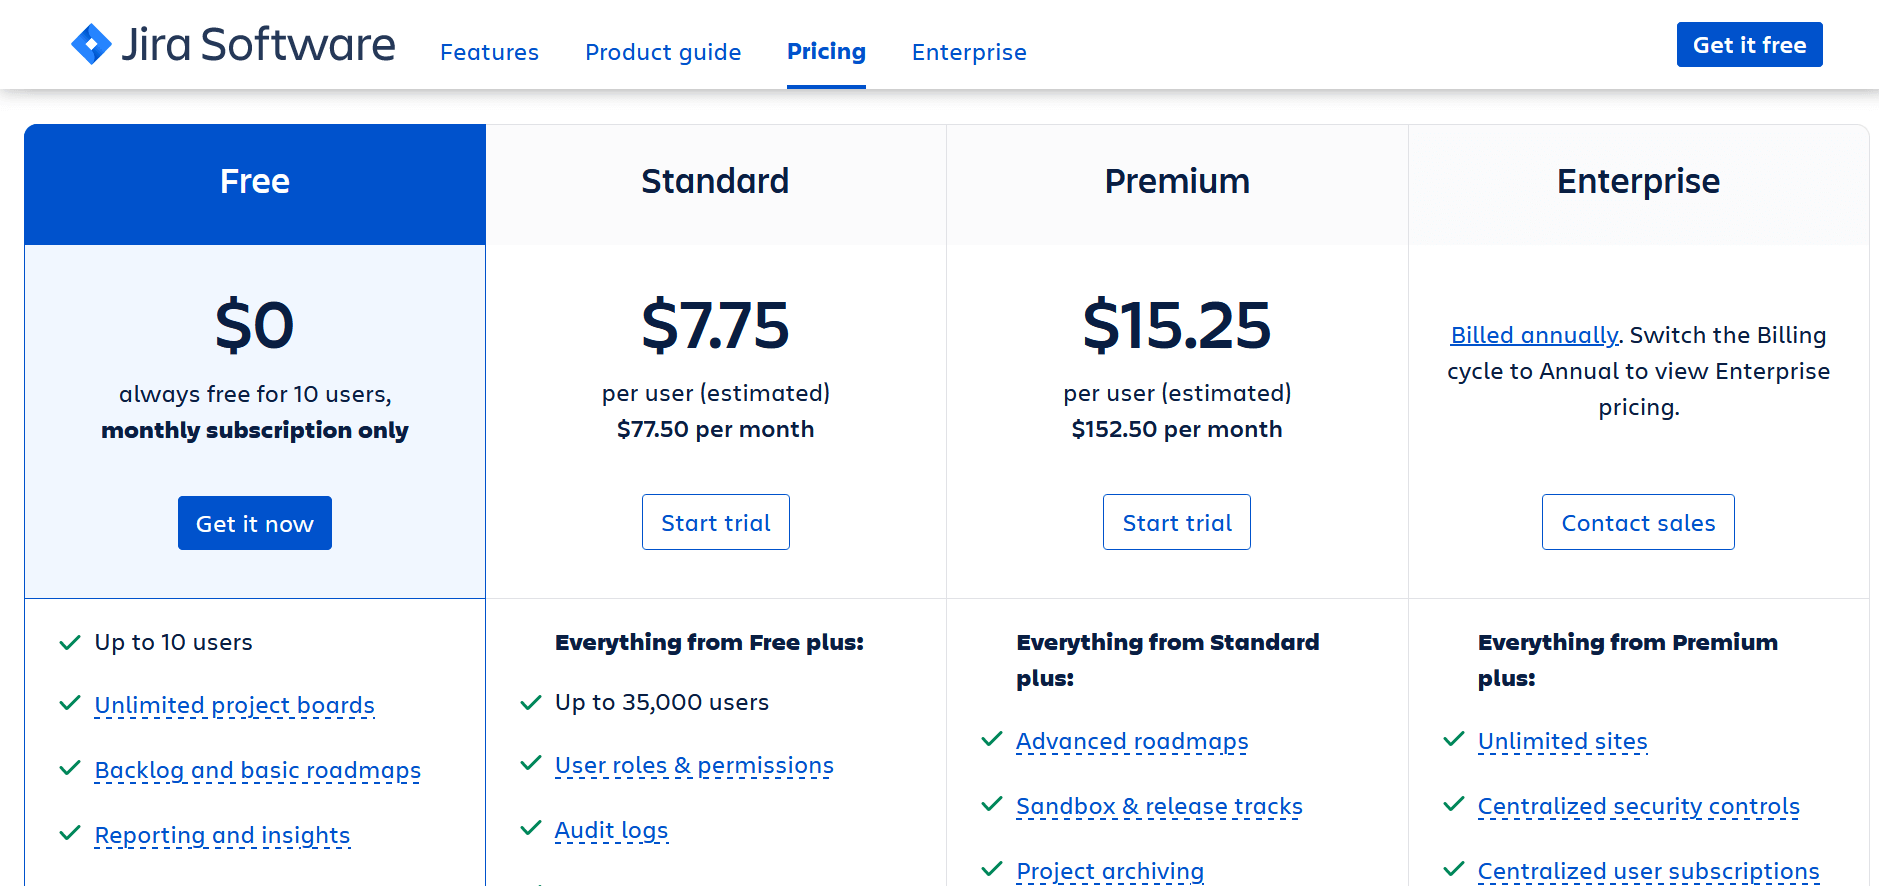 Jira Software
Features
Product guide
Pricing
Enterprise
Get it free
Free
Standard
Premium
Enterprise
$0
always free for 10 users,
monthly subscription only
Get it now
$7.75
per user (estimated)
$77.50 per month
Start trial
$15.25
per user (estimated)
$152.50 per month
Start trial
Billed annually. Switch the Billing
cycle to Annual to view Enterprise
pricing.
Contact sales
Up to 10 users
Unlimited project boards
Backlog and basic roadmaps
Reporting and insights
Everything from Free plus:
Up to 35,000 users
User roles & permissions
Audit logs
Everything from Standard
plus:
Advanced roadmaps
Sandbox & release tracks
Project archiving
Everything from Premium
plus:
Unlimited sites
Centralized security controls
Centralized user subscriptions